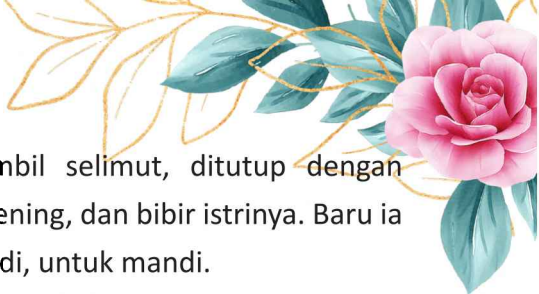 mbil selimut, ditutup dengan
ening, dan bibir istrinya. Baru ia
di, untuk mandi.